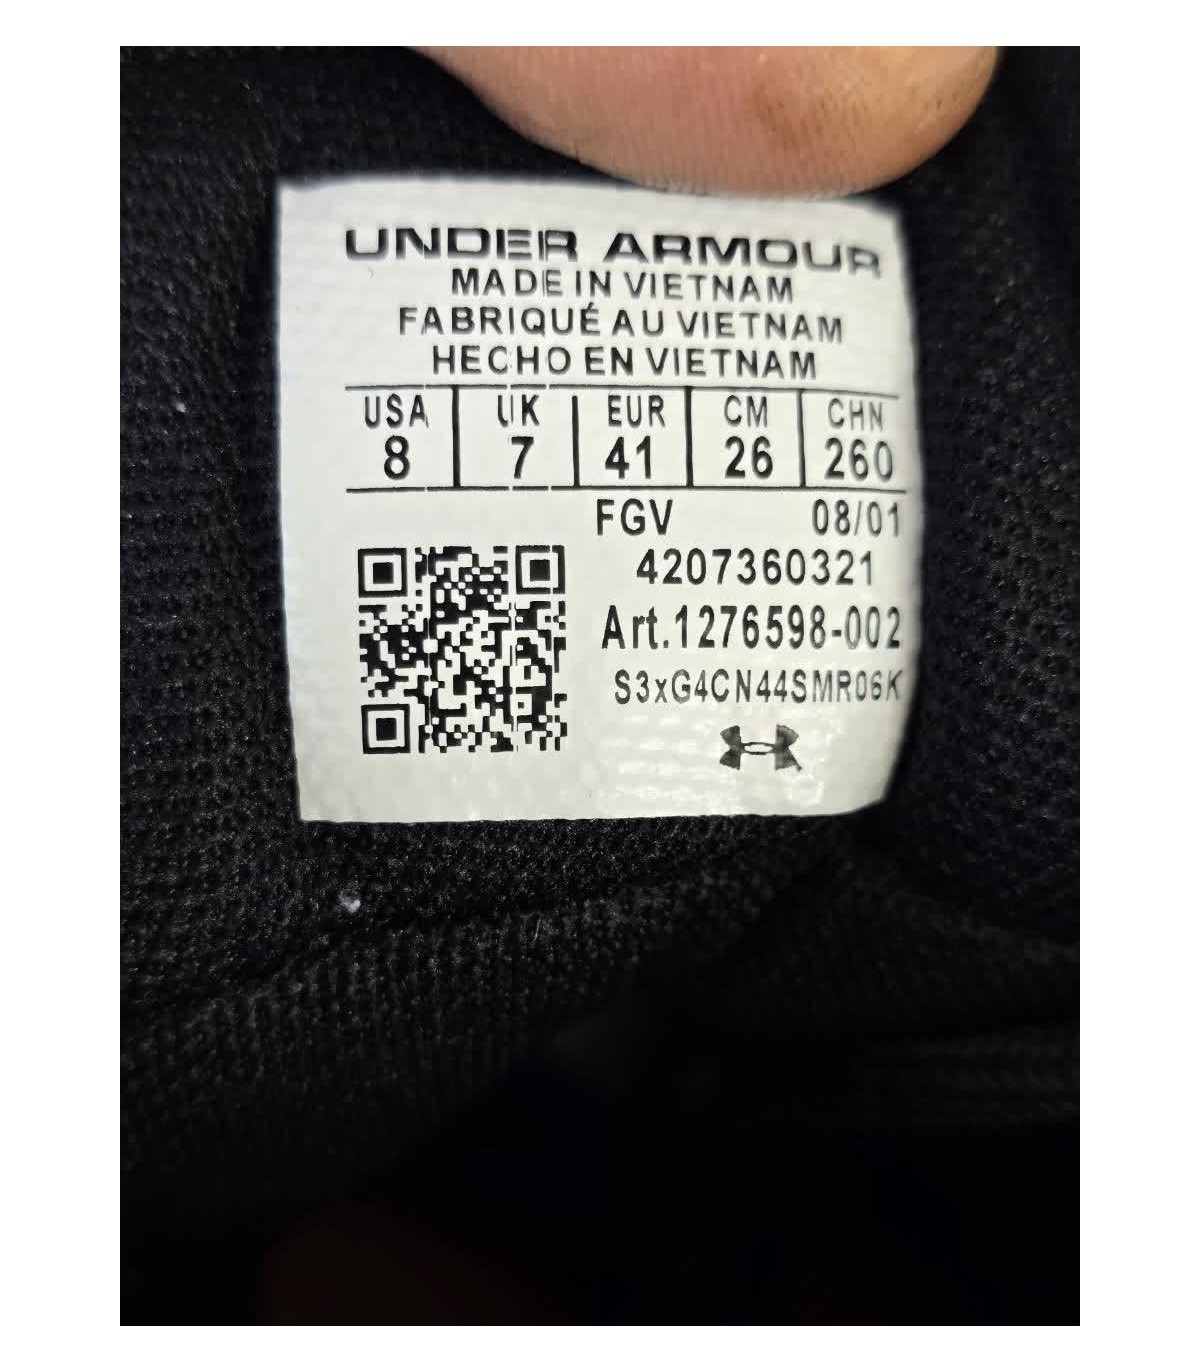 UNDER ARMOUR
MADE IN VIETNAM
FABRIQUÉ AU VIETNAM
HECHO EN VIETNAM
USA UK EUR CM CHN
8 7 41 26 260
FGV 08/01
4207360321
Art.1276598-002
S3xG4CN44SMR06K